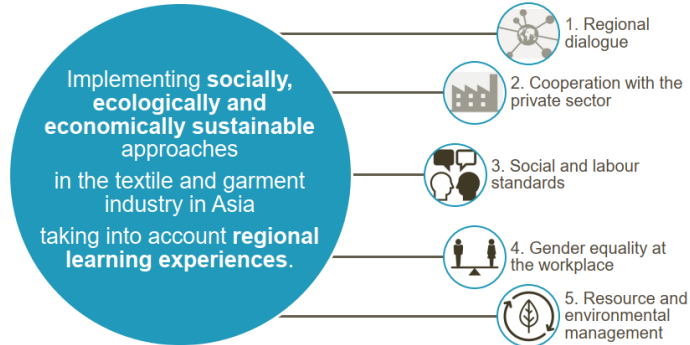 Implementing socially,
ecologically and
economically sustainable
approaches
in the textile and garment
industry in Asia
taking into account regional
learning experiences.
1. Regional
dialogue
2. Cooperation with the
private sector
3. Social and labour
standards
4. Gender equality at
the workplace
5. Resource and
environmental
management